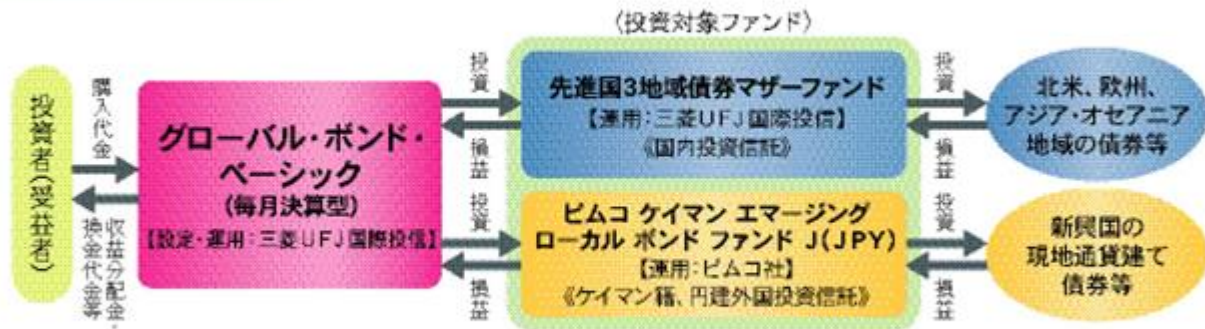 〈投資対象ファンド〉
投資者(受益者)
購入代金
収益分配金・
換金代金等
グローバル・ボンド・
ベーシック
(毎月決算型)
【設定・運用:三菱UFJ国際投信】
投資
損益
先進国3地域債券マザーファンド
【運用:三菱UFJ国際投信】
《国内投資信託》
投資
損益
北米、欧州、
アジア・オセアニア
地域の債券等
投資
損益
ピムコ ケイマン エマージング
ローカル ボンド ファンド J(JPY)
【運用:ピムコ社】
《ケイマン籍、円建外国投資信託》
投資
損益
新興国の
現地通貨建て
債券等